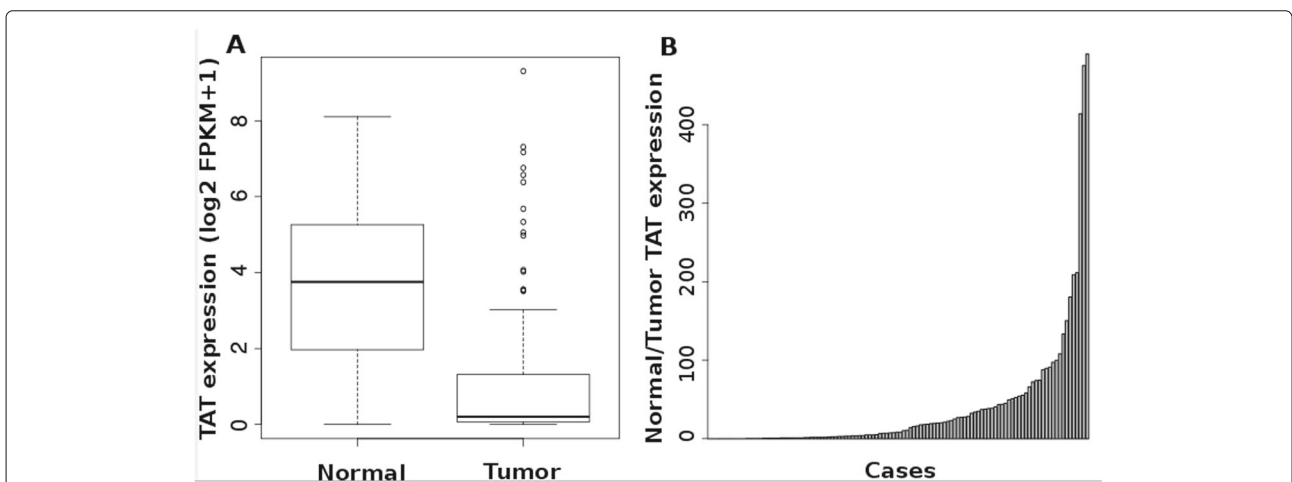 A
TAT expression (log2 FPKM+1)
8
6
4
2
0
Normal Tumor
B
Normal/Tumor TAT expression
400
300
200
100
0
Cases